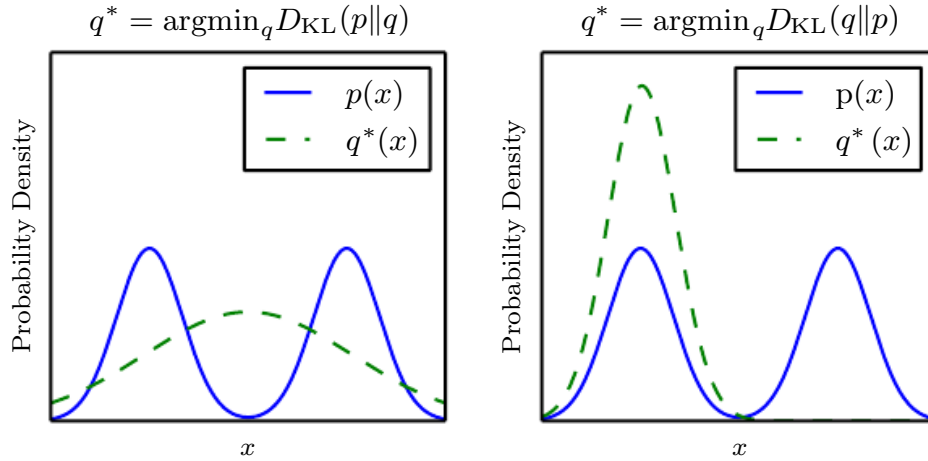 q* = argmin_q D_KL(p‖q)
p(x)
q*(x)
Probability Density
x
q* = argmin_q D_KL(q‖p)
p(x)
q*(x)
Probability Density
x